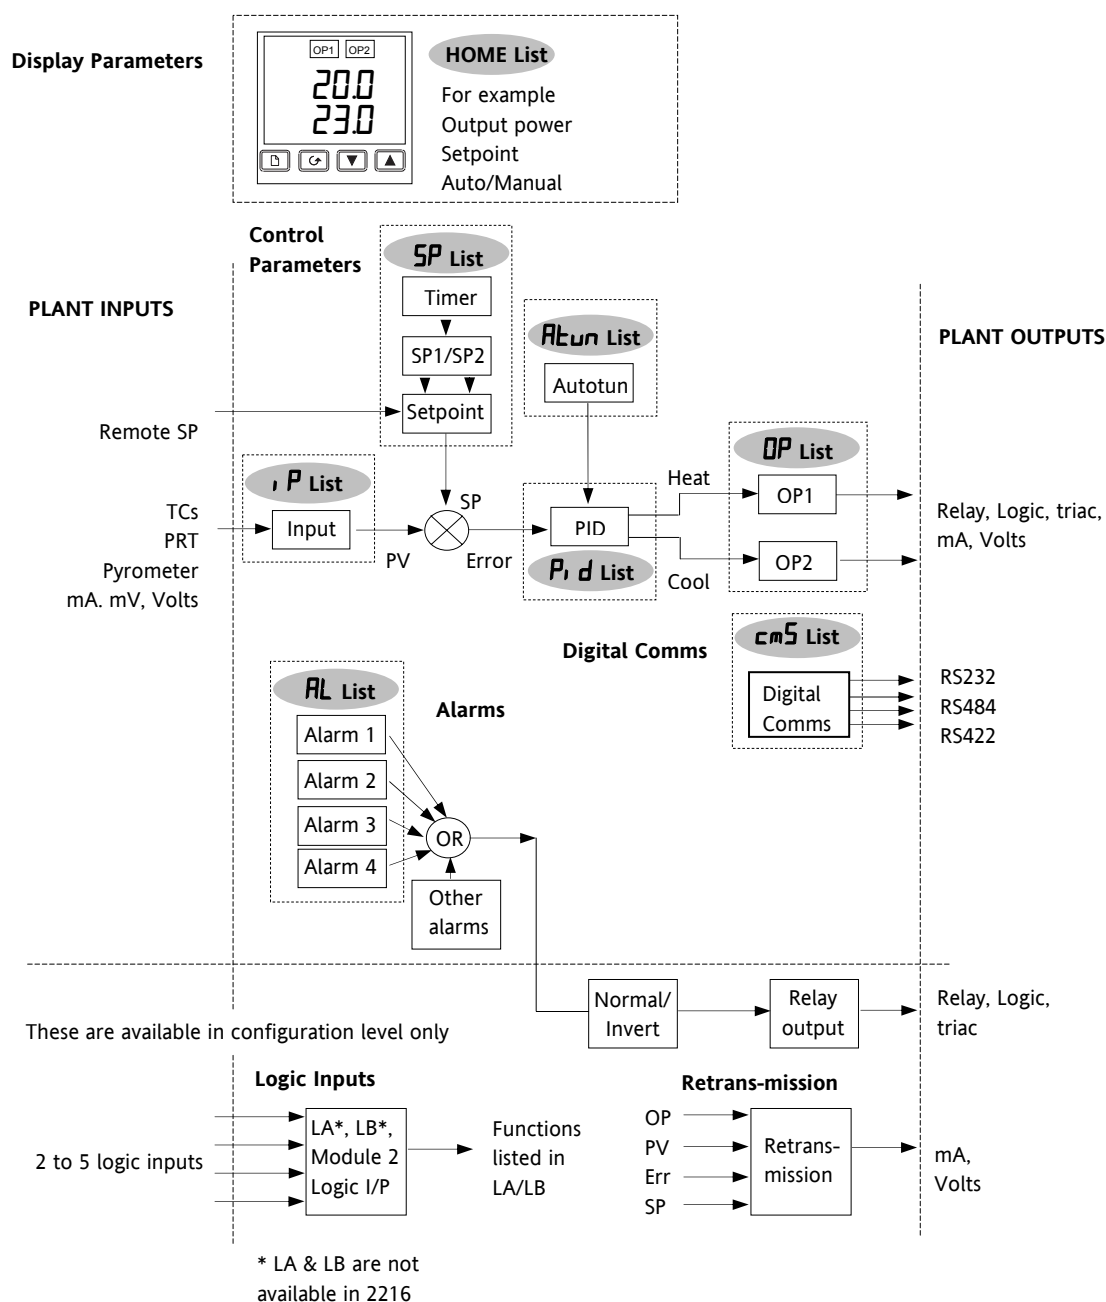 Display Parameters
OP1 OP2
20.0
23.0
HOME List
For example
Output power
Setpoint
Auto/Manual
Control
Parameters
SP List
Timer
SP1/SP2
Setpoint
PLANT INPUTS
Remote SP
Atun List
Autotun
PLANT OUTPUTS
iP List
TCs
PRT
Pyrometer
mA. mV, Volts
Input
PV
SP
Error
PID
Pid List
Heat
Cool
OP List
OP1
OP2
Relay, Logic, triac,
mA, Volts
Digital Comms
cmS List
Digital
Comms
RS232
RS484
RS422
AL List
Alarms
Alarm 1
Alarm 2
Alarm 3
Alarm 4
OR
Other
alarms
Normal/
Invert
Relay
output
Relay, Logic,
triac
These are available in configuration level only
Logic Inputs
2 to 5 logic inputs
LA*, LB*,
Module 2
Logic I/P
Functions
listed in
LA/LB
Retrans-mission
OP
PV
Err
SP
Retrans-
mission
mA,
Volts
* LA & LB are not
available in 2216